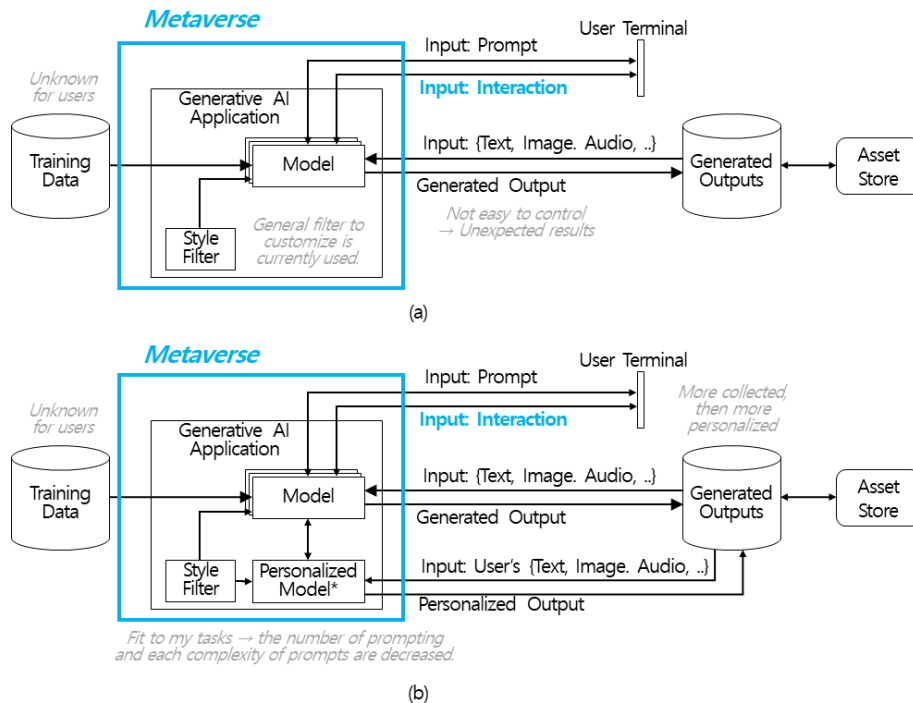 Metaverse
User Terminal
Input: Prompt
Input: Interaction
Unknown
for users
Generative AI
Application
Training
Data
Model
Input: {Text, Image. Audio, ..}
Generated Output
Generated
Outputs
Asset
Store
Style
Filter
General filter to
customize is
currently used.
Not easy to control
→ Unexpected results
(a)
Metaverse
User Terminal
Input: Prompt
Input: Interaction
More collected,
then more
personalized
Unknown
for users
Generative AI
Application
Training
Data
Model
Input: {Text, Image. Audio, ..}
Generated Output
Generated
Outputs
Asset
Store
Style
Filter
Personalized
Model*
Input: User's {Text, Image. Audio, ..}
Personalized Output
Fit to my tasks → the number of prompting
and each complexity of prompts are decreased.
(b)